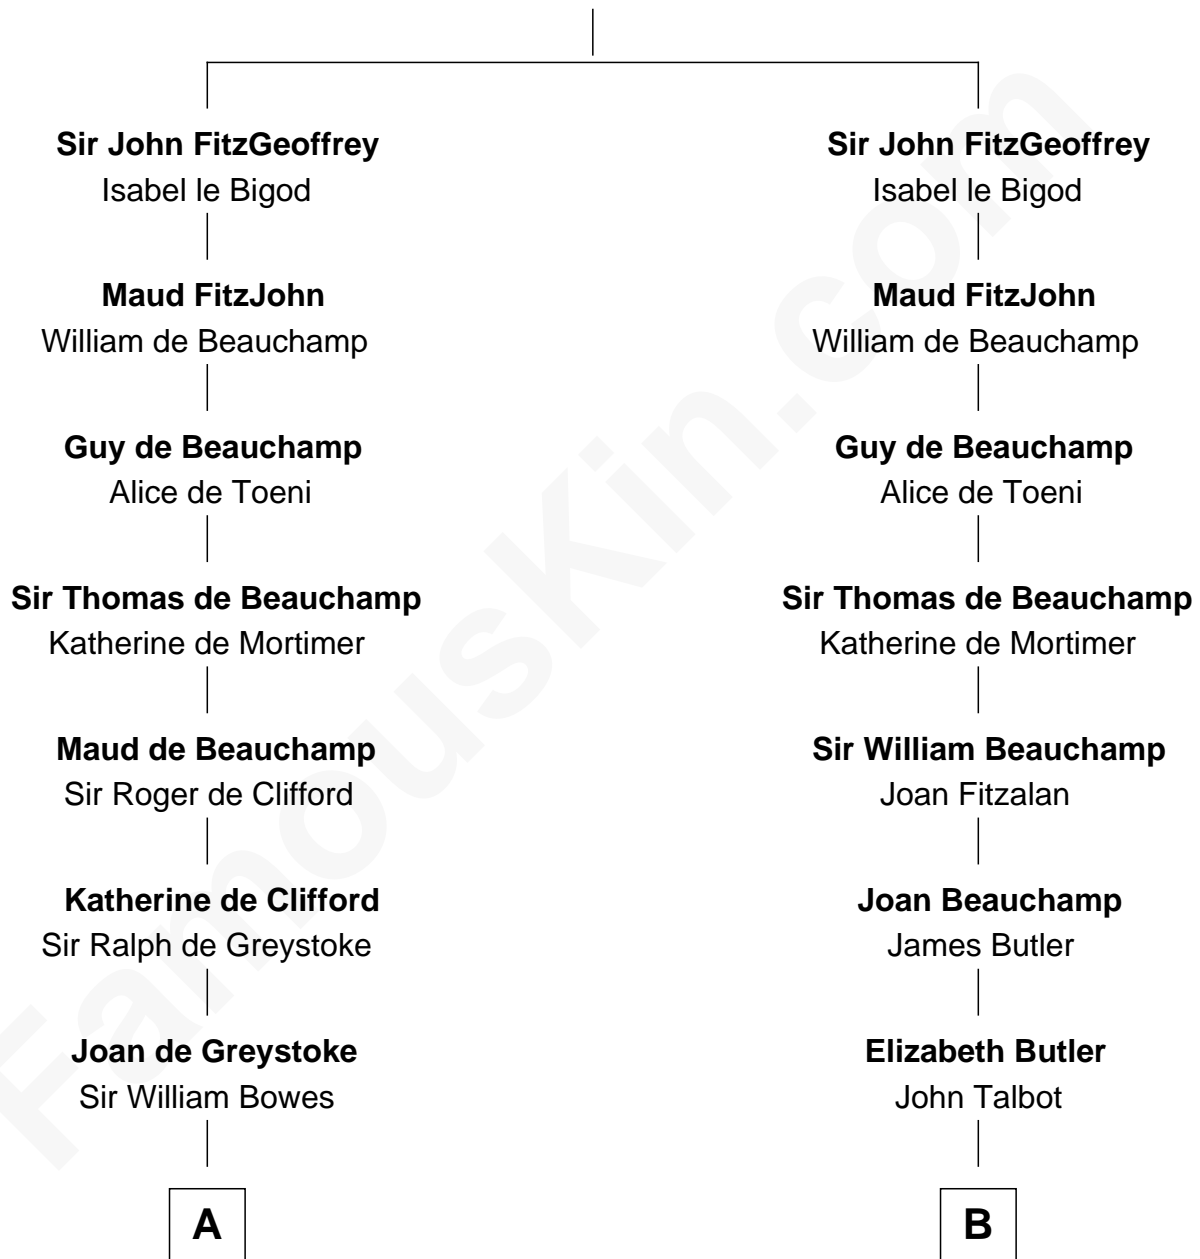 Sir John FitzGeoffrey
Isabel le Bigod
Maud FitzJohn
William de Beauchamp
Guy de Beauchamp
Alice de Toeni
Sir Thomas de Beauchamp
Katherine de Mortimer
Maud de Beauchamp
Sir Roger de Clifford
Katherine de Clifford
Sir Ralph de Greystoke
Joan de Greystoke
Sir William Bowes
A
Sir John FitzGeoffrey
Isabel le Bigod
Maud FitzJohn
William de Beauchamp
Guy de Beauchamp
Alice de Toeni
Sir Thomas de Beauchamp
Katherine de Mortimer
Sir William Beauchamp
Joan Fitzalan
Joan Beauchamp
James Butler
Elizabeth Butler
John Talbot
B
FamousKin.com